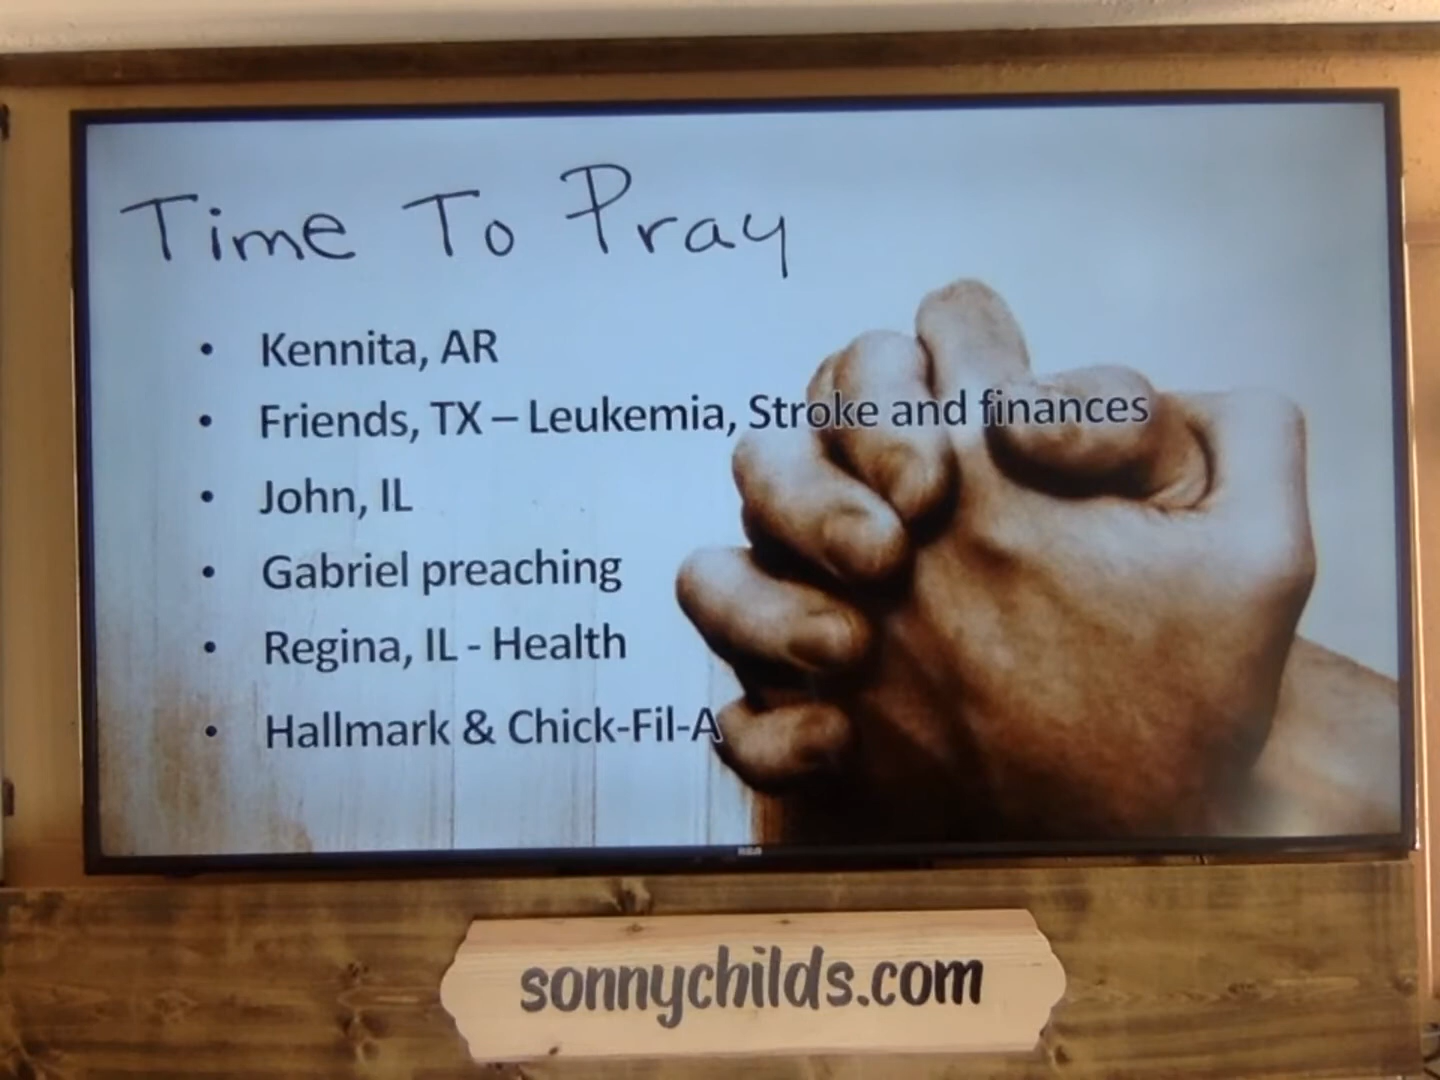 Time To Pray
• Kennita, AR
• Friends, TX – Leukemia, Stroke and finances
• John, IL
• Gabriel preaching
• Regina, IL - Health
• Hallmark & Chick-Fil-A
RCA
sonnychilds.com